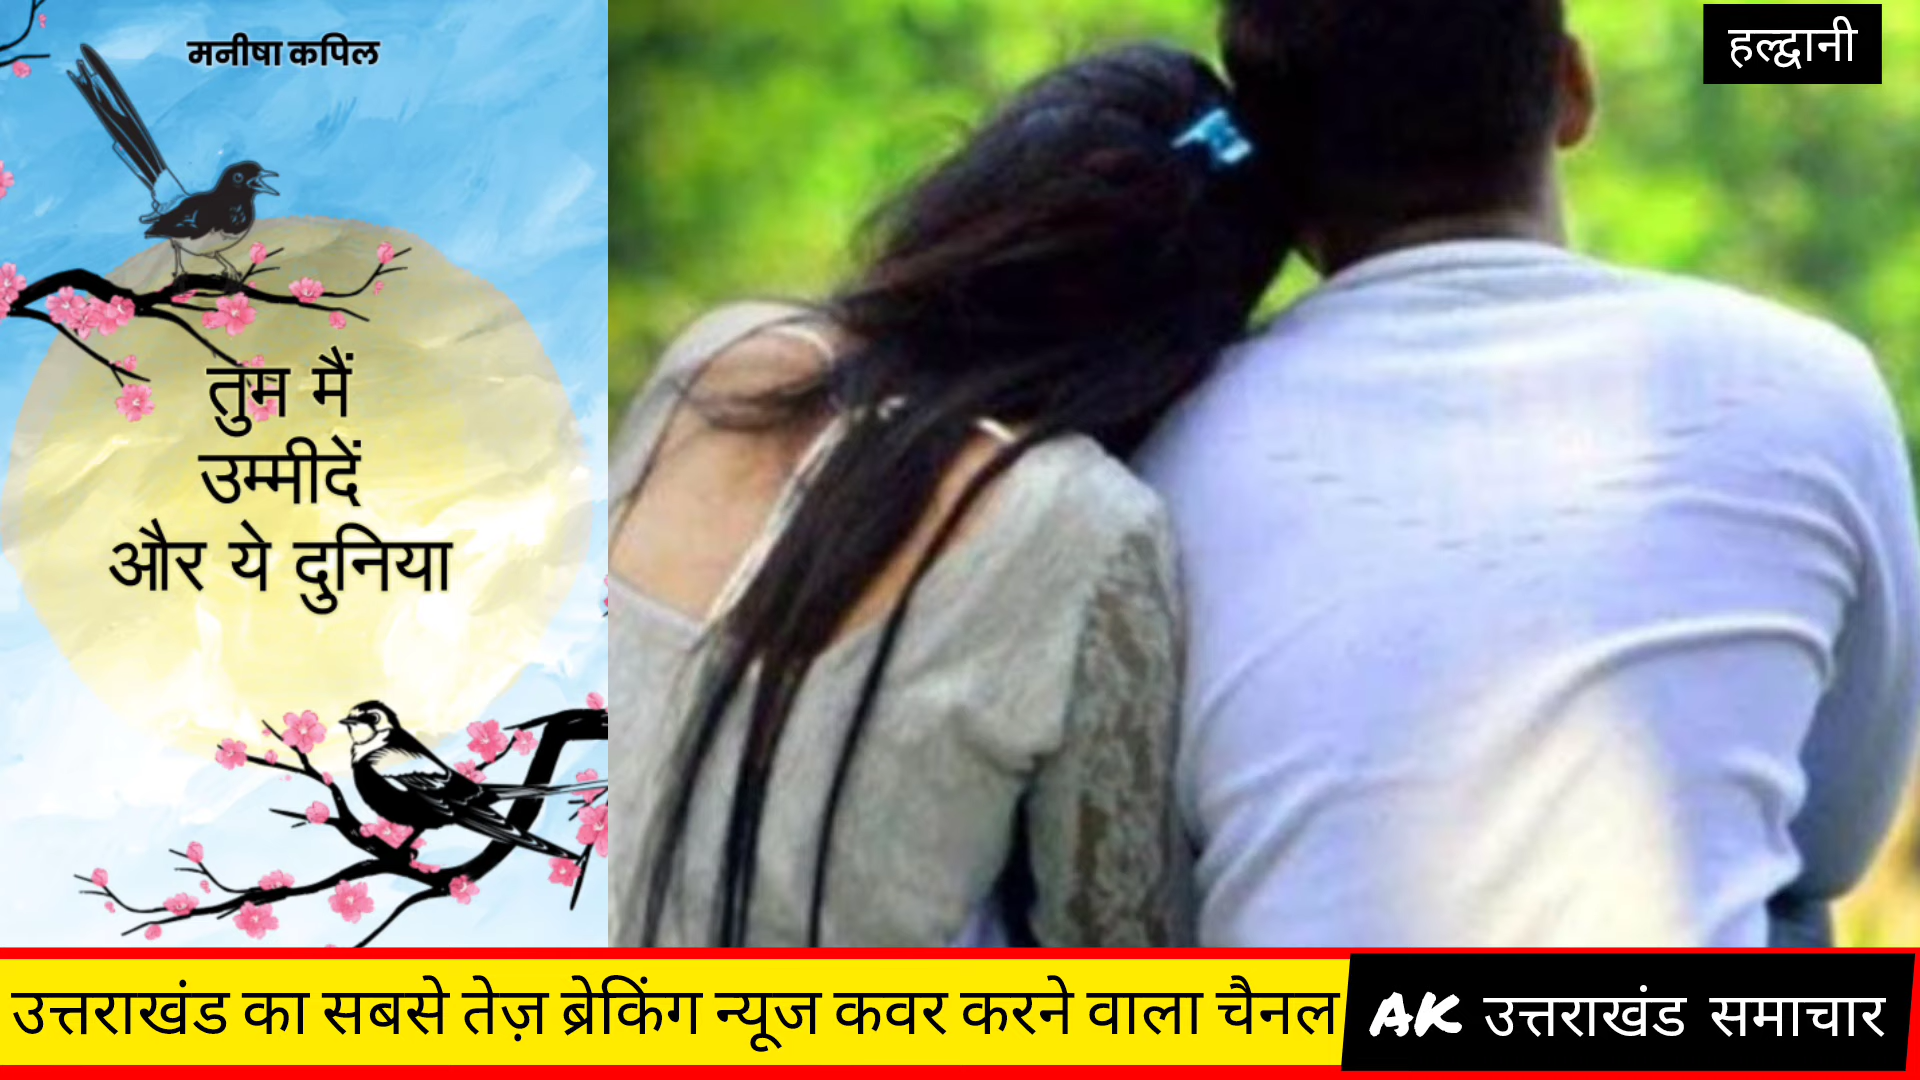 मनीषा कपिल
तुम मैं
उम्मीदें
और ये दुनिया
हल्द्वानी
उत्तराखंड का सबसे तेज़ ब्रेकिंग न्यूज कवर करने वाला चैनल
AK उत्तराखंड समाचार